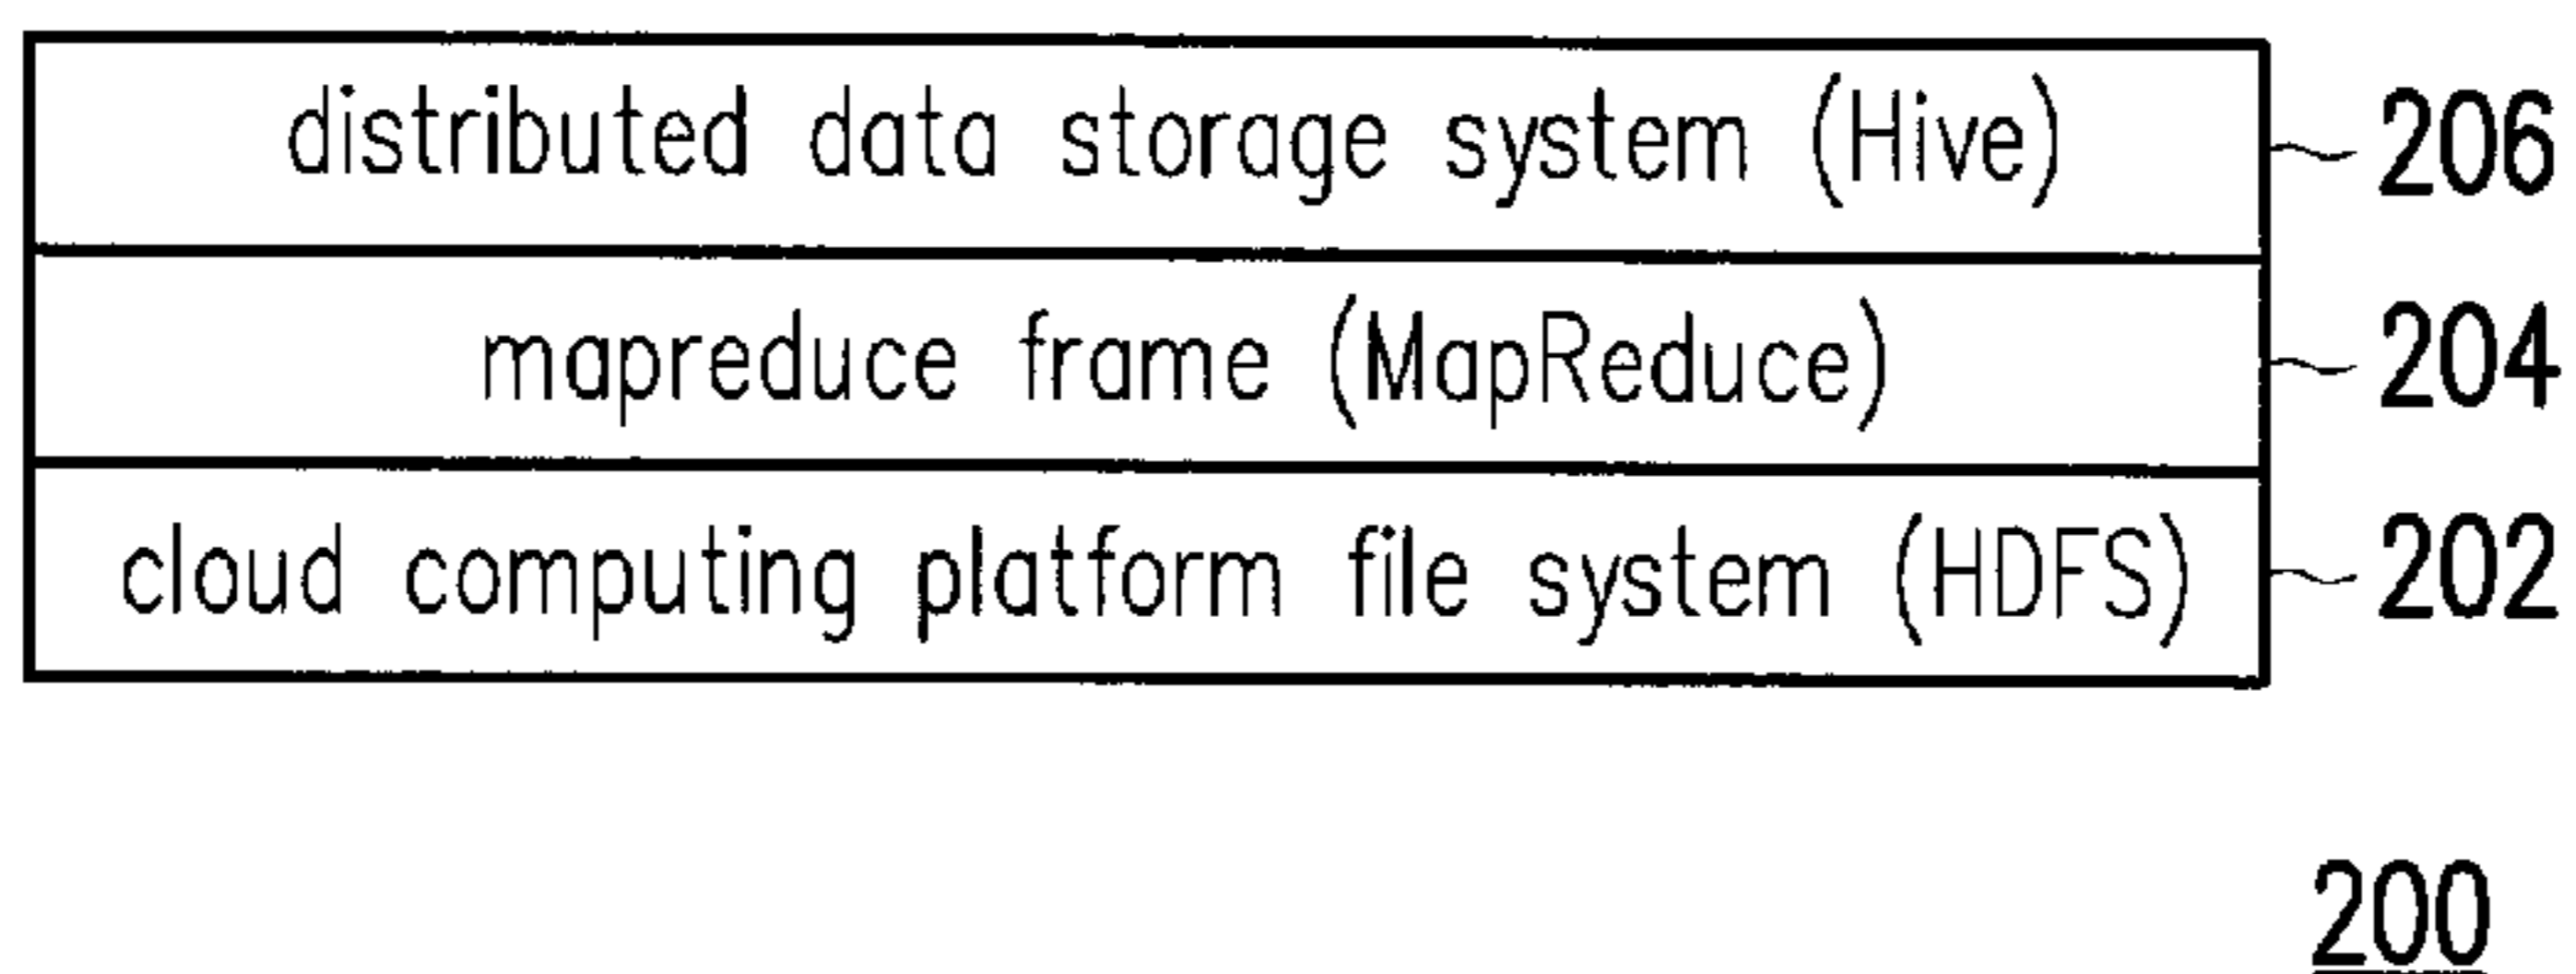 distributed data storage system (Hive) 206
mapreduce frame (MapReduce) 204
cloud computing platform file system (HDFS) 202
200